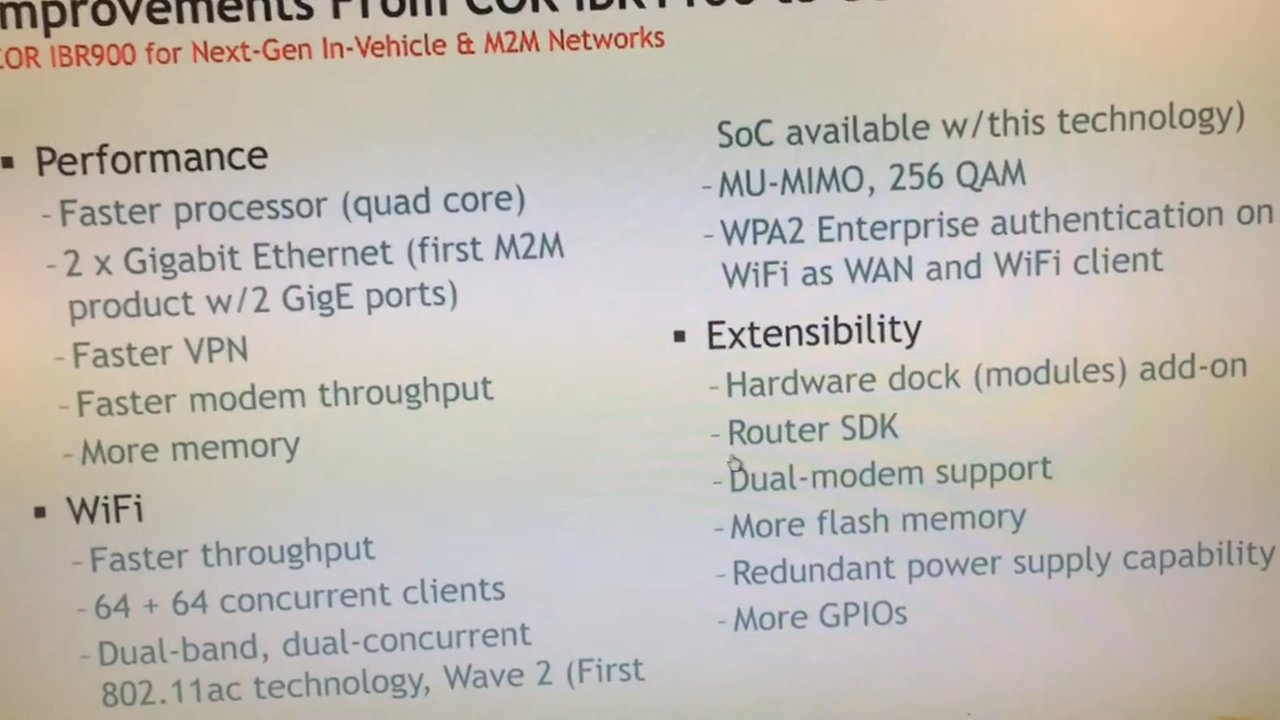 Improvements From COR IBR1100 to
COR IBR900 for Next-Gen In-Vehicle & M2M Networks
▪ Performance
- Faster processor (quad core)
- 2 x Gigabit Ethernet (first M2M
product w/2 GigE ports)
- Faster VPN
- Faster modem throughput
- More memory
▪ WiFi
- Faster throughput
- 64 + 64 concurrent clients
- Dual-band, dual-concurrent
802.11ac technology, Wave 2 (First
SoC available w/this technology)
- MU-MIMO, 256 QAM
- WPA2 Enterprise authentication on
WiFi as WAN and WiFi client
▪ Extensibility
- Hardware dock (modules) add-on
- Router SDK
- Dual-modem support
- More flash memory
- Redundant power supply capability
- More GPIOs